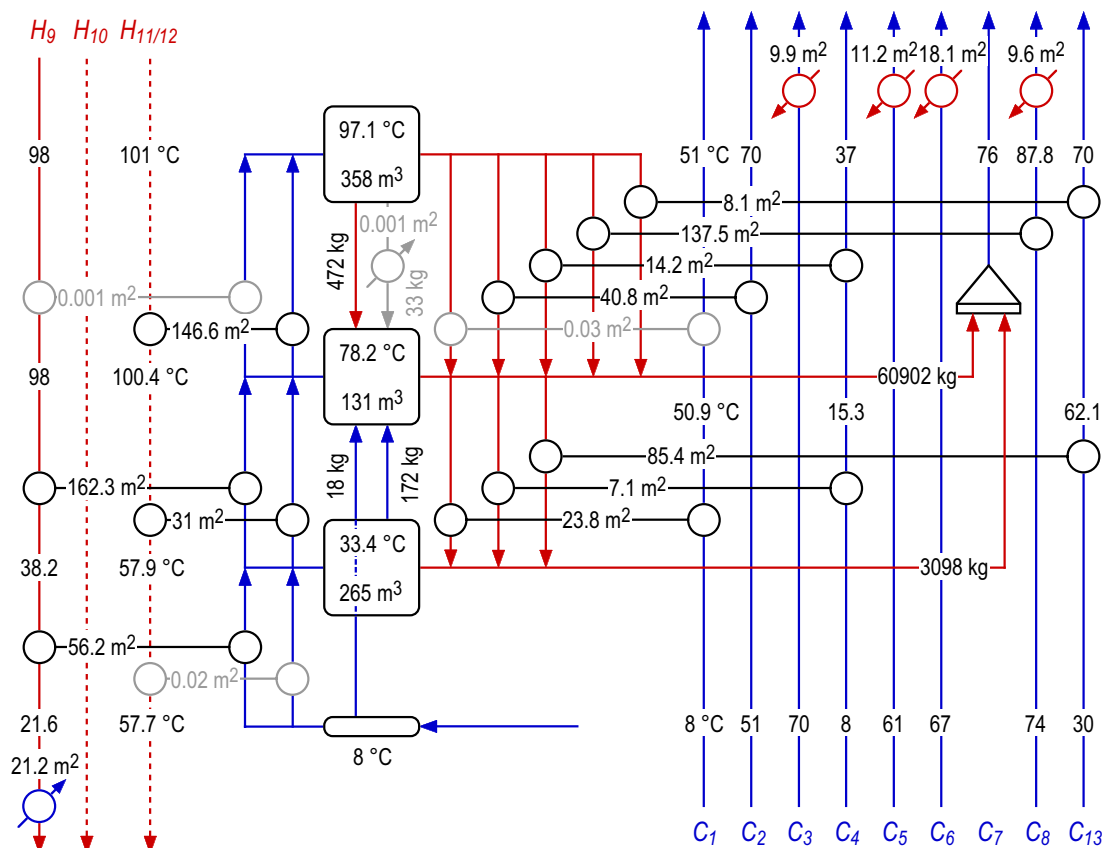 H9 H10 H11/12
9.9 m2 11.2 m2 18.1 m2 9.6 m2
97.1 °C
98 101 °C 51 °C 70 37 76 87.8 70
358 m3
8.1 m2
0.001 m2
137.5 m2
472 kg
33 kg
14.2 m2
0.001 m2 40.8 m2
146.6 m2 0.03 m2
78.2 °C
98 100.4 °C 60902 kg
131 m3
50.9 °C 15.3 62.1
85.4 m2
18 kg
172 kg
162.3 m2 7.1 m2
31 m2 23.8 m2
33.4 °C
38.2 57.9 °C 3098 kg
265 m3
56.2 m2
0.02 m2
21.6 57.7 °C 8 °C 51 70 8 61 67 74 30
8 °C
21.2 m2
C1 C2 C3 C4 C5 C6 C7 C8 C13